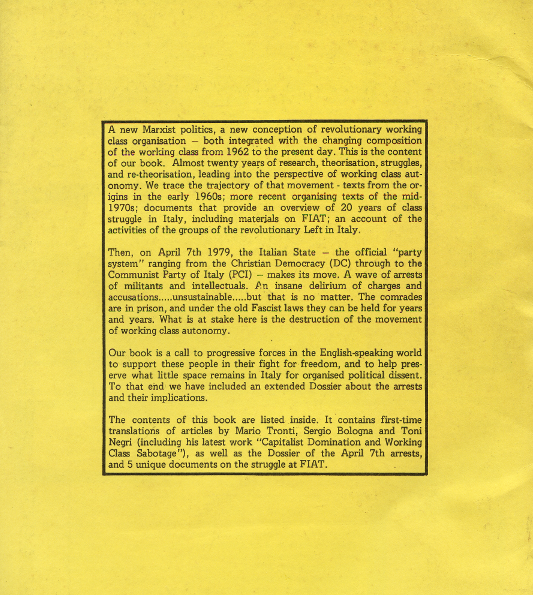 A new Marxist politics, a new conception of revolutionary working
class organisation — both integrated with the changing composition
of the working class from 1962 to the present day. This is the content
of our book. Almost twenty years of research, theorisation, struggles,
and re-theorisation, leading into the perspective of working class aut-
onomy. We trace the trajectory of that movement - texts from the or-
igins in the early 1960s; more recent organising texts of the mid-
1970s; documents that provide an overview of 20 years of class
struggle in Italy, including materials on FIAT; an account of the
activities of the groups of the revolutionary Left in Italy.
Then, on April 7th 1979, the Italian State — the official "party
system" ranging from the Christian Democracy (DC) through to the
Communist Party of Italy (PCI) — makes its move. A wave of arrests
of militants and intellectuals. An insane delirium of charges and
accusations.....unsustainable.....but that is no matter. The comrades
are in prison, and under the old Fascist laws they can be held for years
and years. What is at stake here is the destruction of the movement
of working class autonomy.
Our book is a call to progressive forces in the English-speaking world
to support these people in their fight for freedom, and to help pres-
erve what little space remains in Italy for organised political dissent.
To that end we have included an extended Dossier about the arrests
and their implications.
The contents of this book are listed inside. It contains first-time
translations of articles by Mario Tronti, Sergio Bologna and Toni
Negri (including his latest work "Capitalist Domination and Working
Class Sabotage"), as well as the Dossier of the April 7th arrests,
and 5 unique documents on the struggle at FIAT.